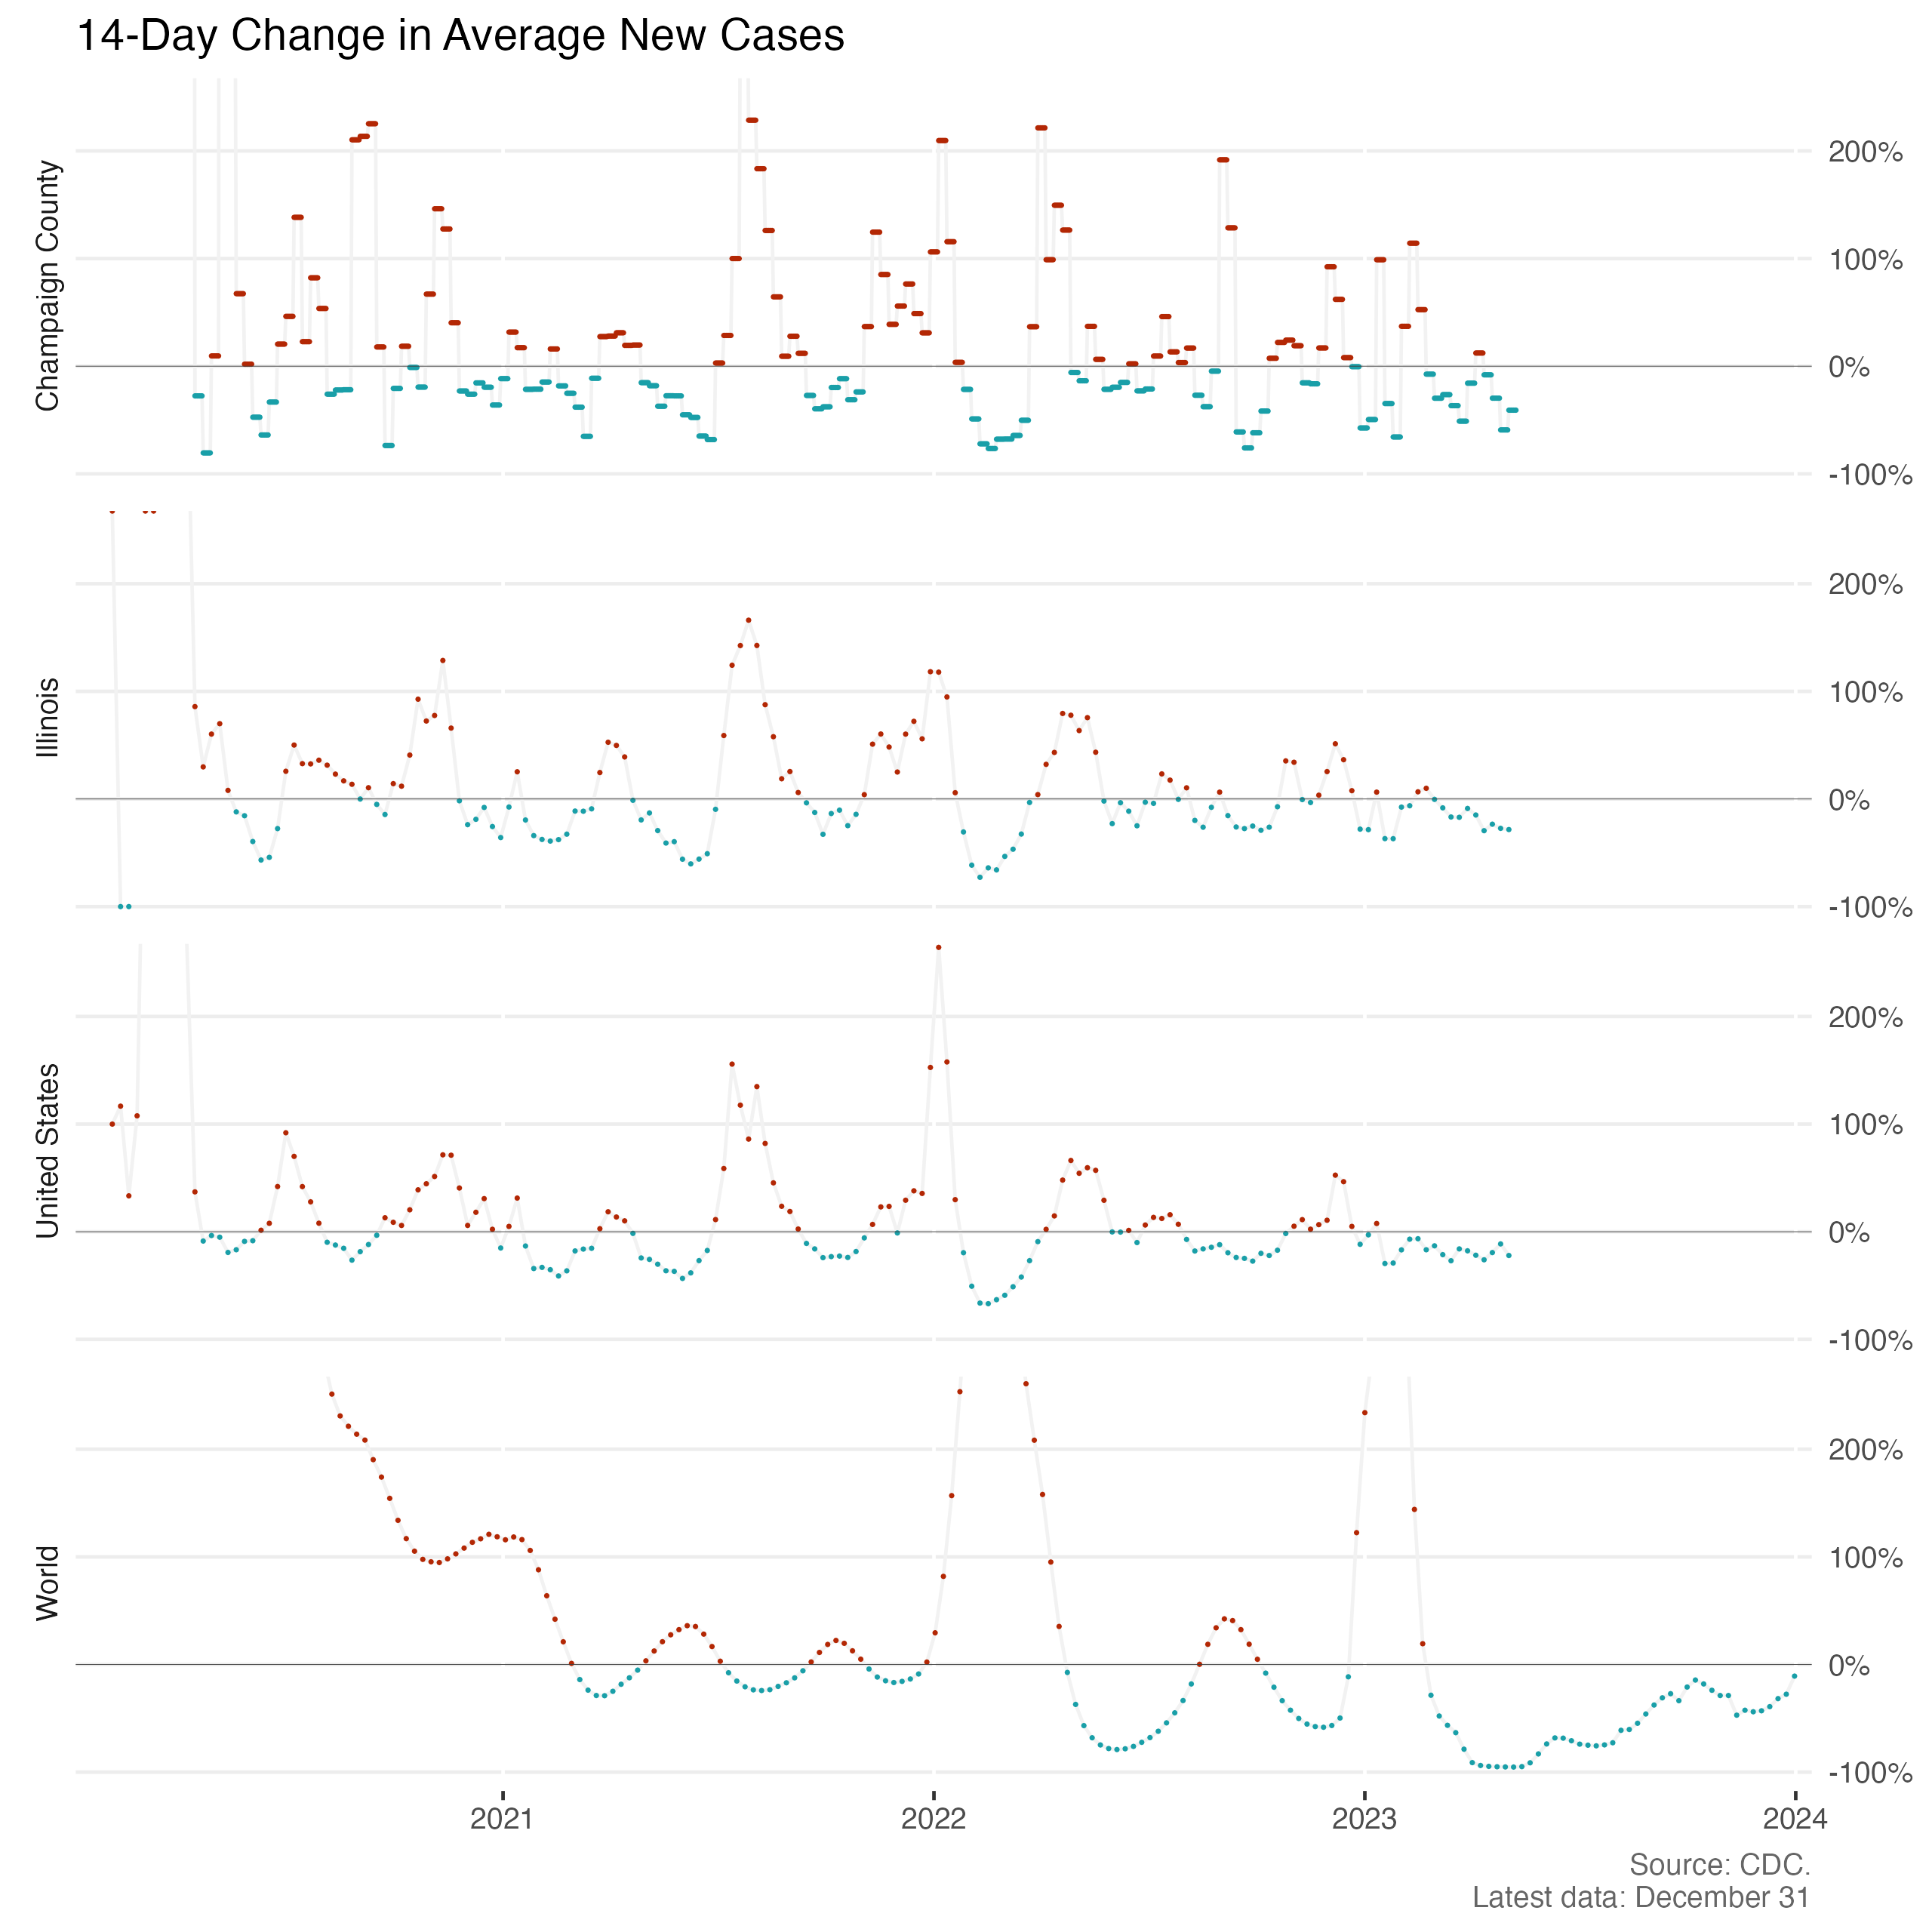 14-Day Change in Average New Cases
Champaign County
200%
100%
0%
-100%
Illinois
200%
100%
0%
-100%
United States
200%
100%
0%
-100%
World
200%
100%
0%
-100%
2021 2022 2023 2024
Source: CDC.
Latest data: December 31